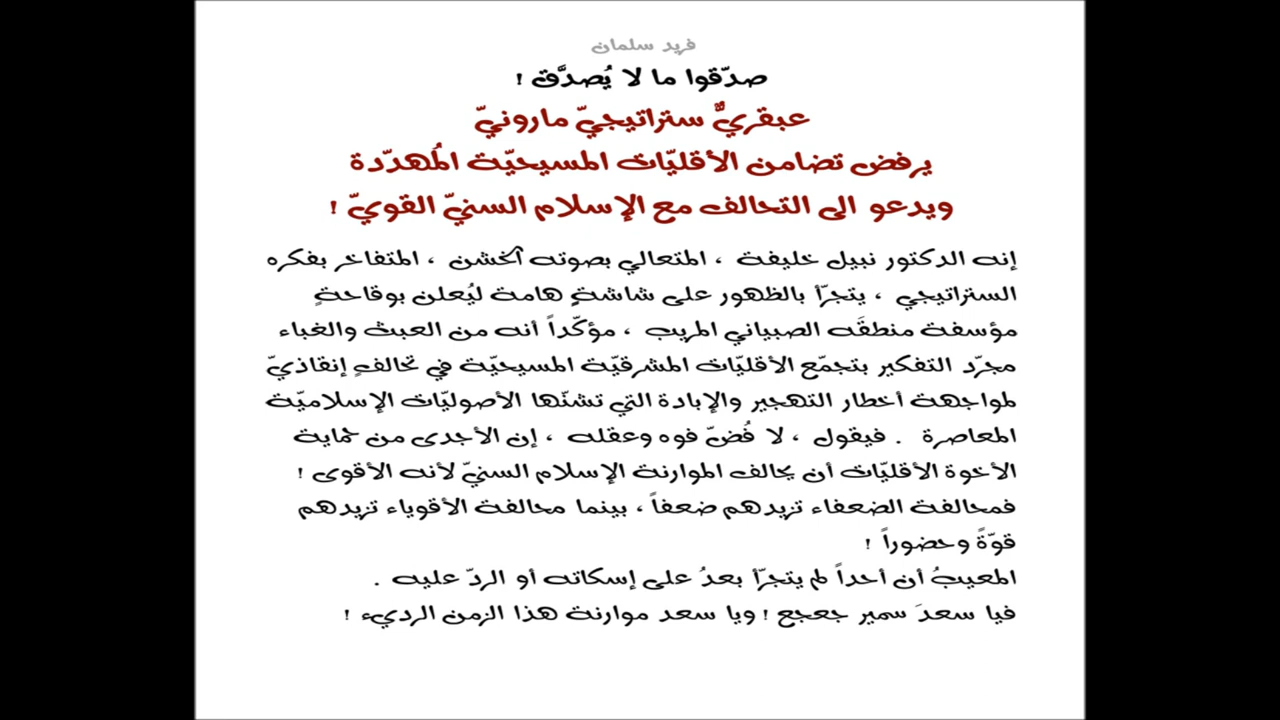 فريد سلمان
صدّقوا ما لا يُصدَّق !
عبقريٌّ ستراتيجيّ مارونيّ
يرفض تضامن الأقليّات المسيحيّة المُهدّدة
ويدعو الى التحالف مع الإسلام السنيّ القويّ !
إنه الدكتور نبيل خليفة ، المتعالي بصوته الخشن ، المتفاخر بفكره
الستراتيجي ، يتجرّأ بالظهور على شاشةٍ هامة ليُعلن بوقاحةٍ
مؤسفة منطقَه الصبياني المريب ، مؤكّداً أنه من العبث والغباء
مجرّد التفكير بتجمّع الأقليّات المشرقيّة المسيحيّة في تحالفٍ إنقاذيّ
لمواجهة أخطار التهجير والإبادة التي تشنّها الأصوليّات الإسلاميّة
المعاصرة . فيقول ، لا فُضّ فوه وعقله ، إن الأجدى من حماية
الأخوة الأقليّات أن يحالف الموارنة الإسلام السنيّ لأنه الأقوى !
فمحالفة الضعفاء تزيدهم ضعفاً ، بينما محالفة الأقوياء تزيدهم
قوّةً وحضوراً !
المعيبُ أن أحداً لم يتجرّأ بعدُ على إسكاته أو الردّ عليه .
فيا سعدَ سمير جعجع ! ويا سعد موارنة هذا الزمن الرديء !